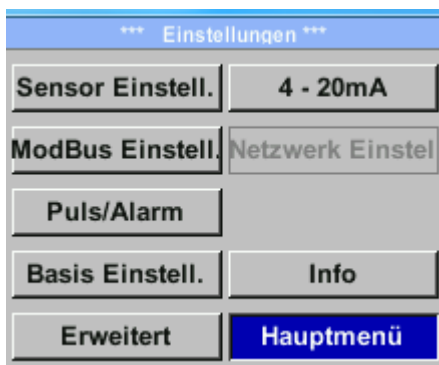 *** Einstellungen ***
Sensor Einstell. 4 - 20mA
ModBus Einstell. Netzwerk Einstel
Puls/Alarm
Basis Einstell. Info
Erweitert Hauptmenü